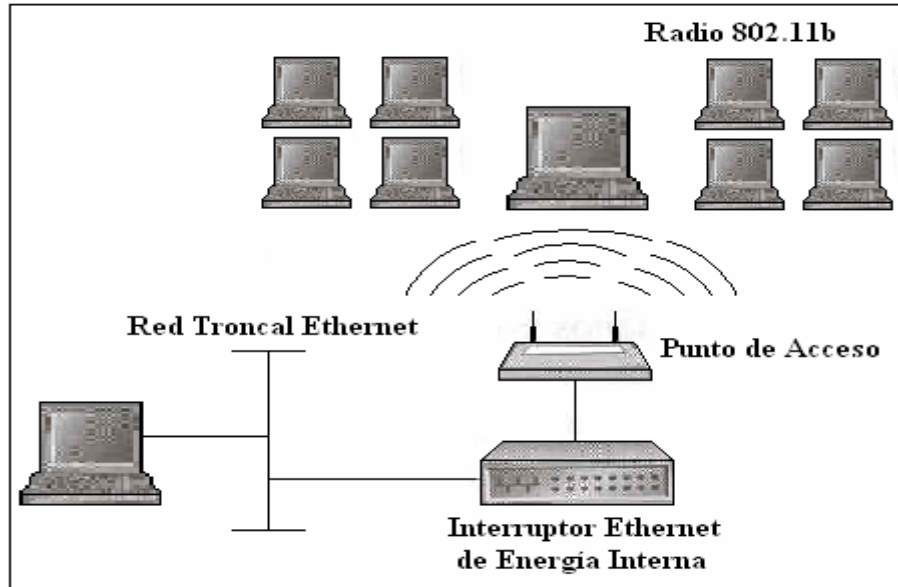 Radio 802.11b
Red Troncal Ethernet
Punto de Acceso
Interruptor Ethernet
de Energía Interna